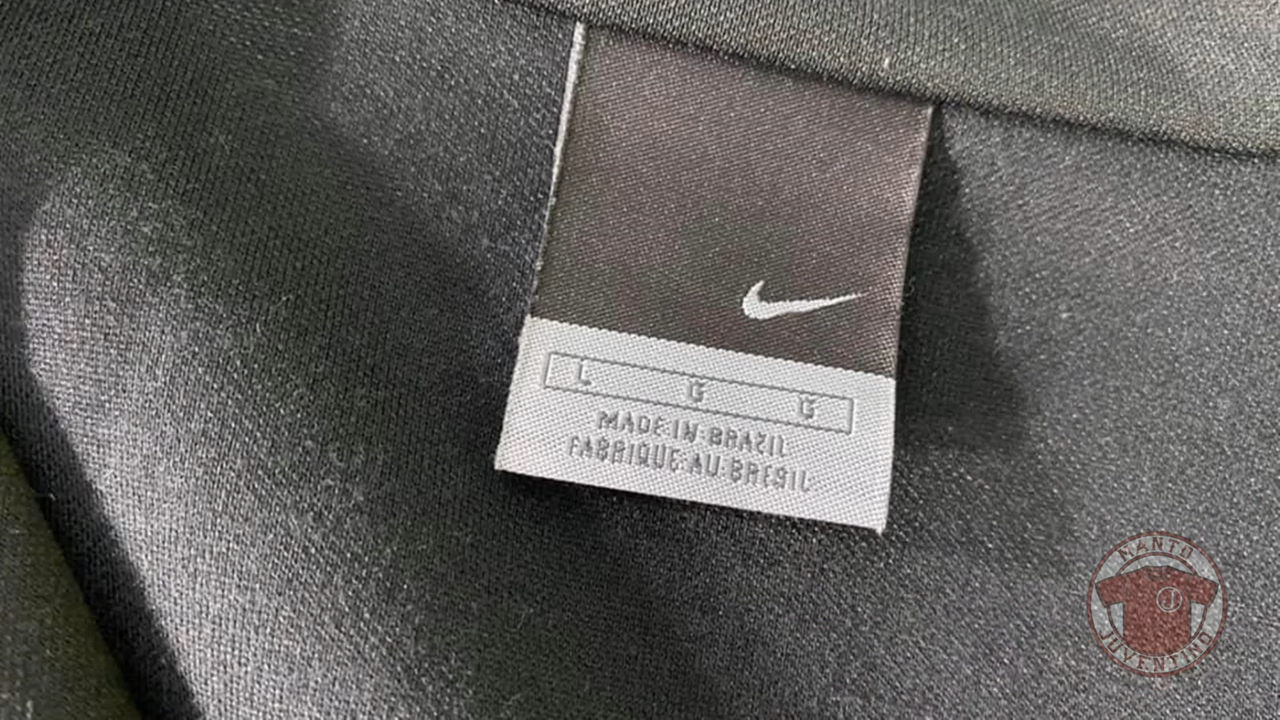 L G G
MADE IN BRAZIL
FABRIQUE AU BRESIL
MANTO
JUVENTINO
J